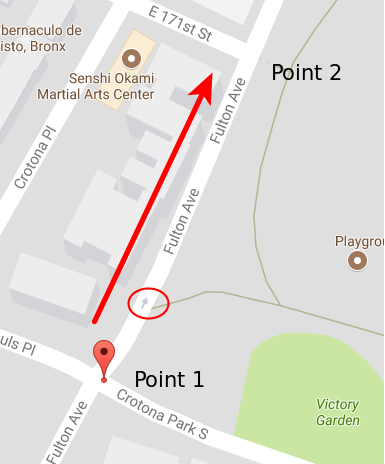 E 171st St
bernaculo de
isto, Bronx
Point 2
Senshi Okami
Martial Arts Center
Fulton Ave
Crotona Pl
Fulton Ave
Playgrou
uls Pl
Point 1
Crotona Park S
Victory
Garden
Fulton Ave